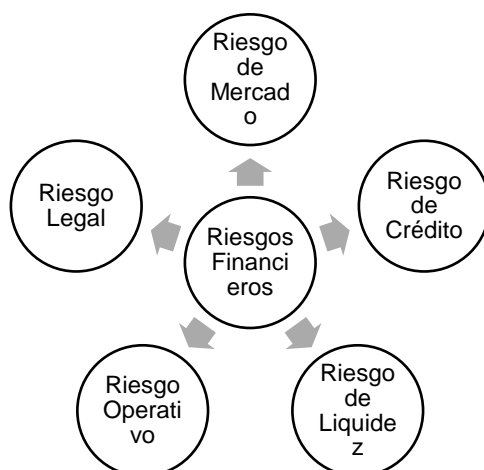 Riesgo
de
Mercad
o
Riesgo
Legal
Riesgo
de
Crédito
Riesgos
Financi
eros
Riesgo
Operati
vo
Riesgo
de
Liquide
z